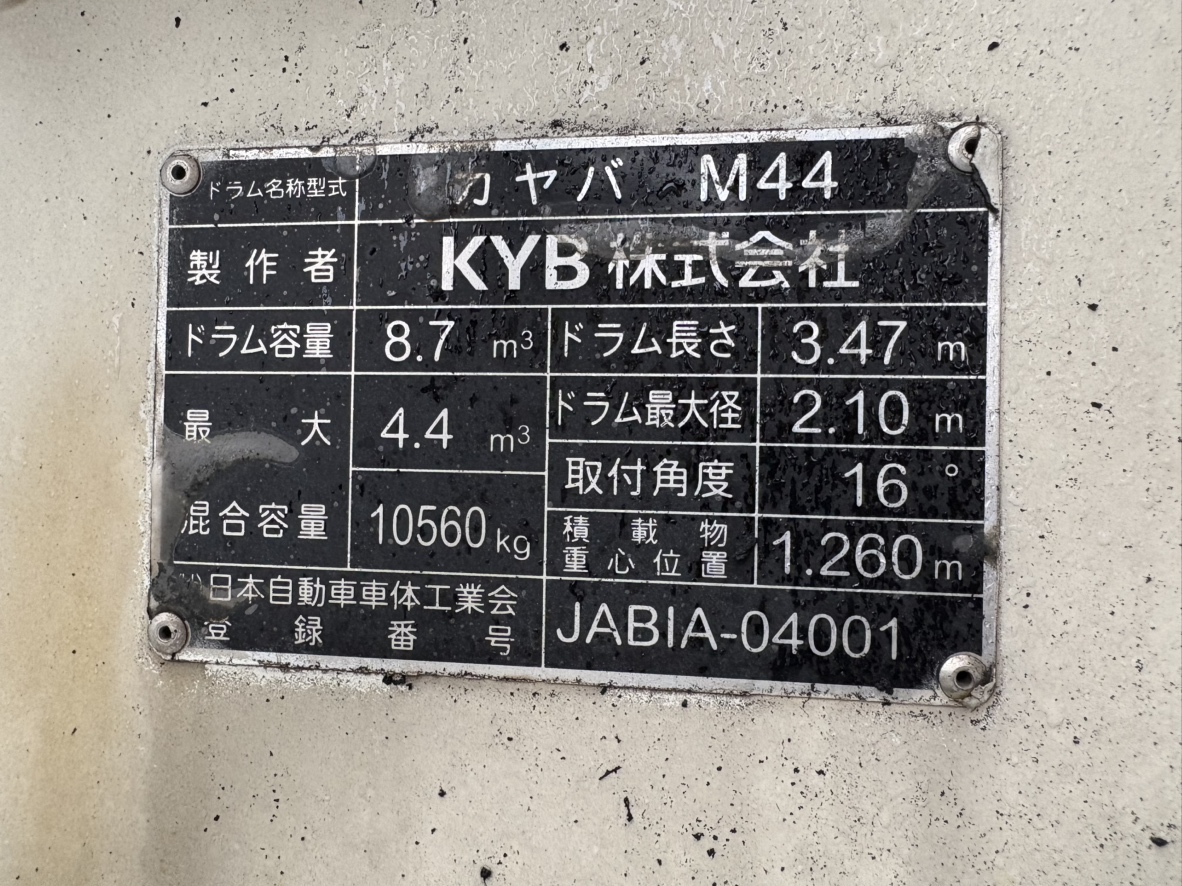 ドラム名称型式 カヤバ M44
製作者 KYB株式会社
ドラム容量 8.7 m³ ドラム長さ 3.47 m
最大 4.4 m³ ドラム最大径 2.10 m
取付角度 16 °
混合容量 10560 kg 積載物
重心位置 1.260 m
(社)日本自動車車体工業会
登録番号 JABIA-04001